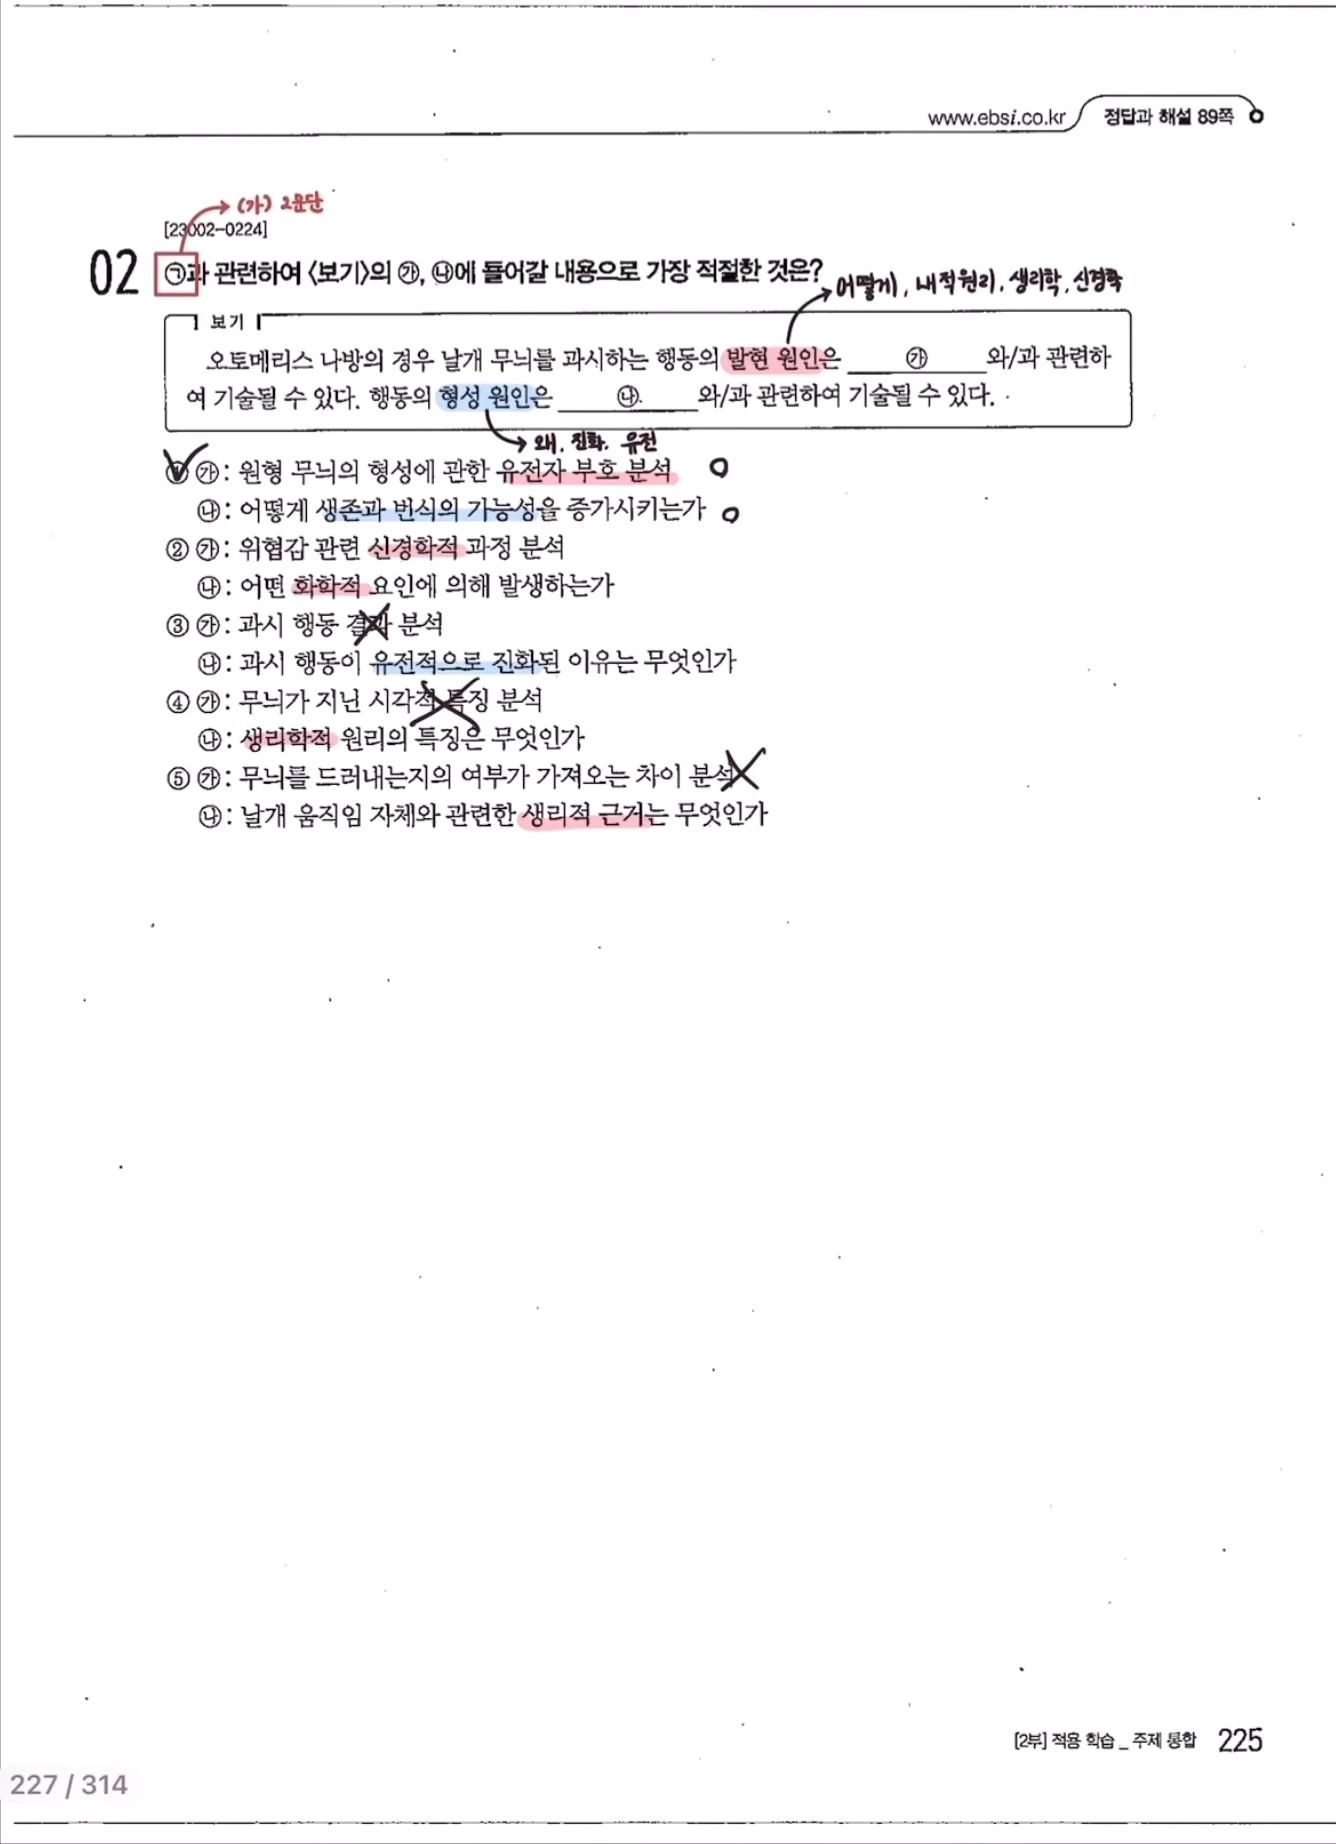 www.ebsi.co.kr 정답과 해설 89쪽
(가) 2문단
[23002-0224]
02 ㉠과 관련하여 〈보기〉의 ㉮, ㉯에 들어갈 내용으로 가장 적절한 것은?
어떻게, 내적원리, 생리학, 신경학
보기
오토메리스 나방의 경우 날개 무늬를 과시하는 행동의 발현 원인은 ㉮ 와/과 관련하
여 기술될 수 있다. 행동의 형성 원인은 ㉯ 와/과 관련하여 기술될 수 있다.
왜, 진화, 유전
① ㉮: 원형 무늬의 형성에 관한 유전자 부호 분석
㉯: 어떻게 생존과 번식의 가능성을 증가시키는가
② ㉮: 위협감 관련 신경학적 과정 분석
㉯: 어떤 화학적 요인에 의해 발생하는가
③ ㉮: 과시 행동 결과 분석
㉯: 과시 행동이 유전적으로 진화된 이유는 무엇인가
④ ㉮: 무늬가 지닌 시각적 특징 분석
㉯: 생리학적 원리의 특징은 무엇인가
⑤ ㉮: 무늬를 드러내는지의 여부가 가져오는 차이 분석
㉯: 날개 움직임 자체와 관련한 생리적 근거는 무엇인가
[2부] 적용 학습 _ 주제 통합 225
227 / 314